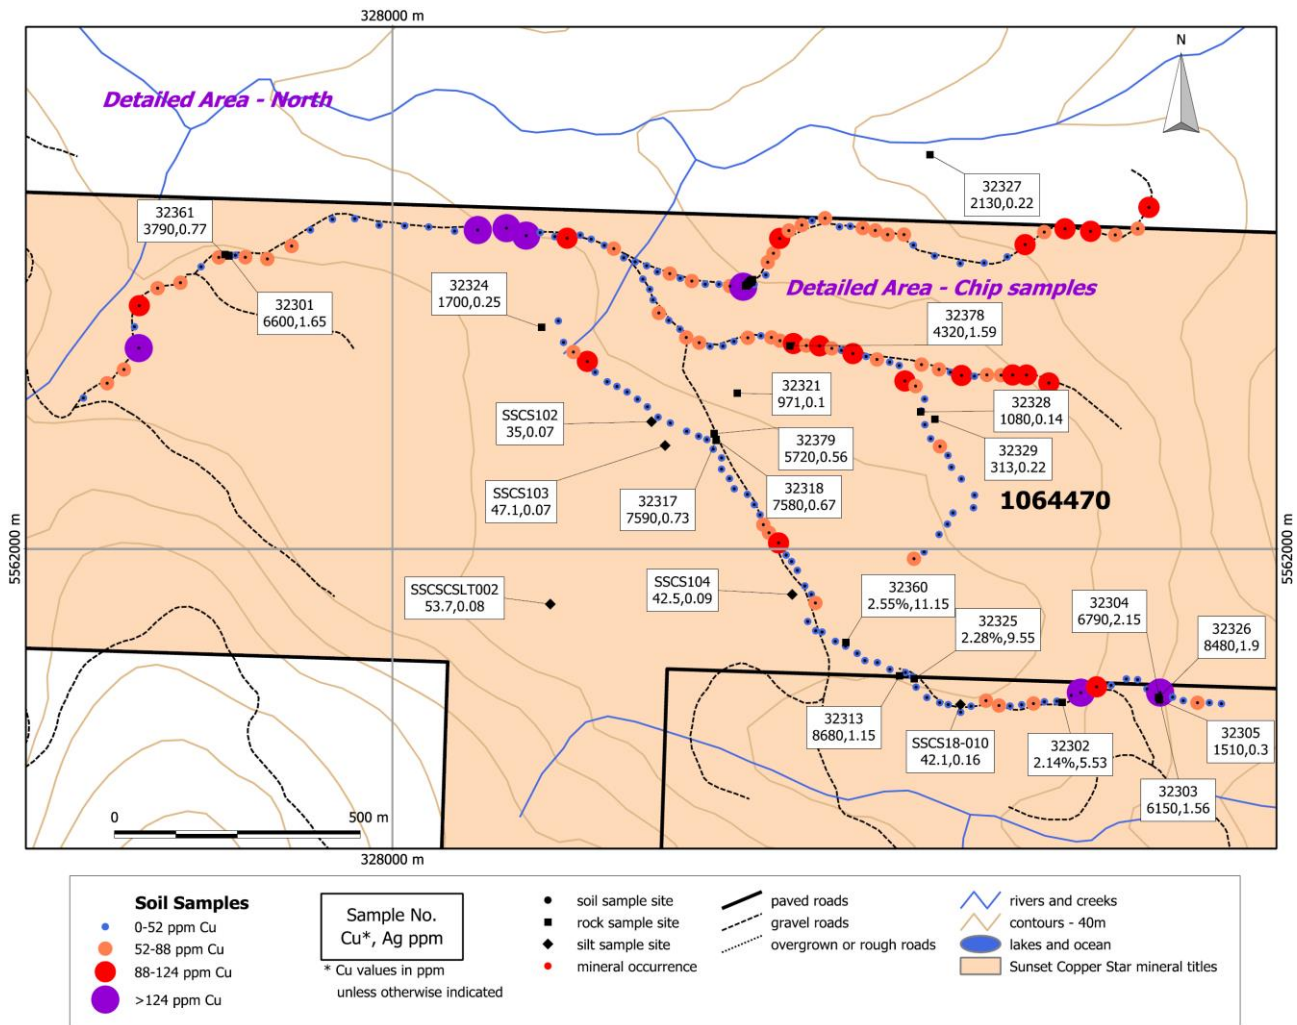 328000 m
N
Detailed Area - North
32327
2130,0.22
32361
3790,0.77
32324
1700,0.25
32301
6600,1.65
Detailed Area - Chip samples
32378
4320,1.59
32321
971,0.1
32328
1080,0.14
SSCS102
35,0.07
32379
5720,0.56
32329
313,0.22
SSCS103
47.1,0.07
32317
7590,0.73
32318
7580,0.67
1064470
5562000 m
5562000 m
SSCSCSLT002
53.7,0.08
SSCS104
42.5,0.09
32360
2.55%,11.15
32325
2.28%,9.55
32304
6790,2.15
32326
8480,1.9
32313
8680,1.15
SSCS18-010
42.1,0.16
32302
2.14%,5.53
32305
1510,0.3
32303
6150,1.56
0
500 m
328000 m
Soil Samples
0-52 ppm Cu
52-88 ppm Cu
88-124 ppm Cu
>124 ppm Cu
Sample No.
Cu*, Ag ppm
* Cu values in ppm
unless otherwise indicated
soil sample site
rock sample site
silt sample site
mineral occurrence
paved roads
gravel roads
overgrown or rough roads
rivers and creeks
contours - 40m
lakes and ocean
Sunset Copper Star mineral titles